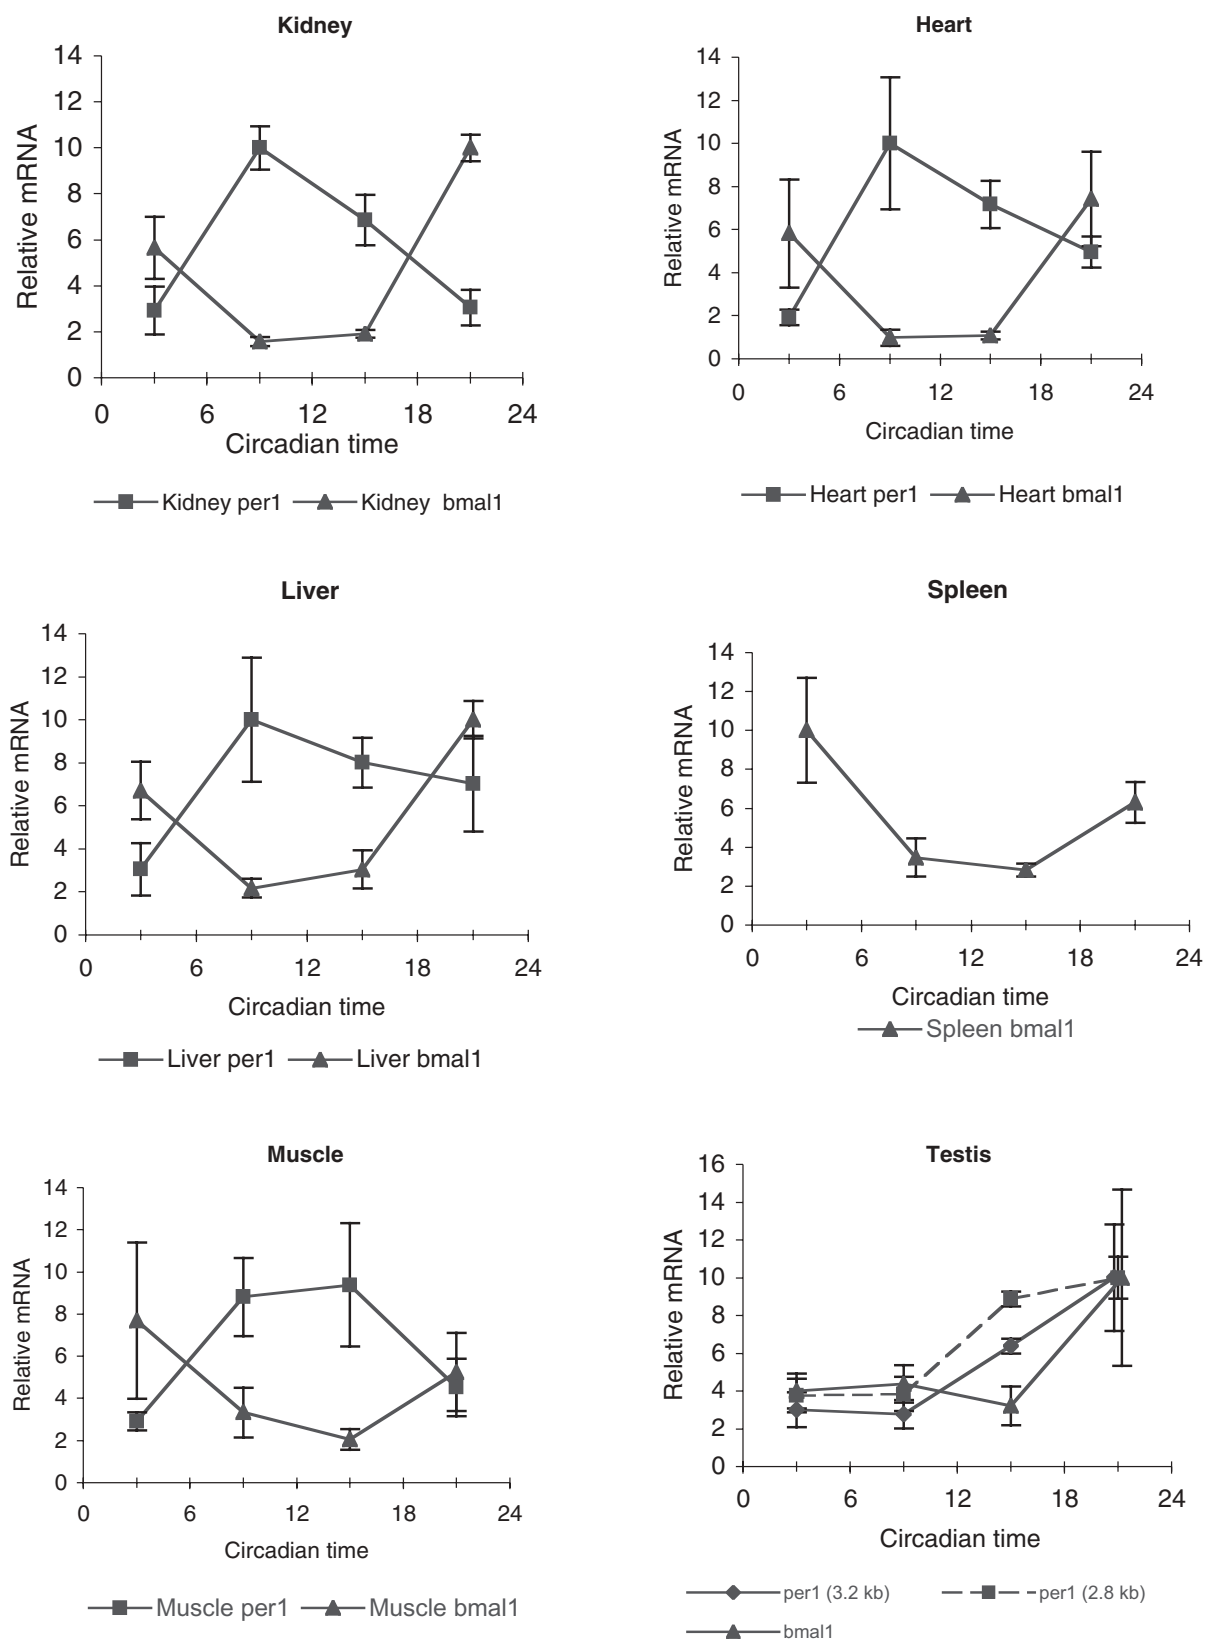 Kidney
14
12
10
8
6
4
2
0
Relative mRNA
0 6 12 18 24
Circadian time
Kidney per1 Kidney bmal1
Heart
14
12
10
8
6
4
2
0
Relative mRNA
0 6 12 18 24
Circadian time
Heart per1 Heart bmal1
Liver
14
12
10
8
6
4
2
0
Relative mRNA
0 6 12 18 24
Circadian time
Liver per1 Liver bmal1
Spleen
14
12
10
8
6
4
2
0
Relative mRNA
0 6 12 18 24
Circadian time
Spleen bmal1
Muscle
14
12
10
8
6
4
2
0
Relative mRNA
0 6 12 18 24
Circadian time
Muscle per1 Muscle bmal1
Testis
16
14
12
10
8
6
4
2
0
Relative mRNA
0 6 12 18 24
Circadian time
per1 (3.2 kb) per1 (2.8 kb)
bmal1